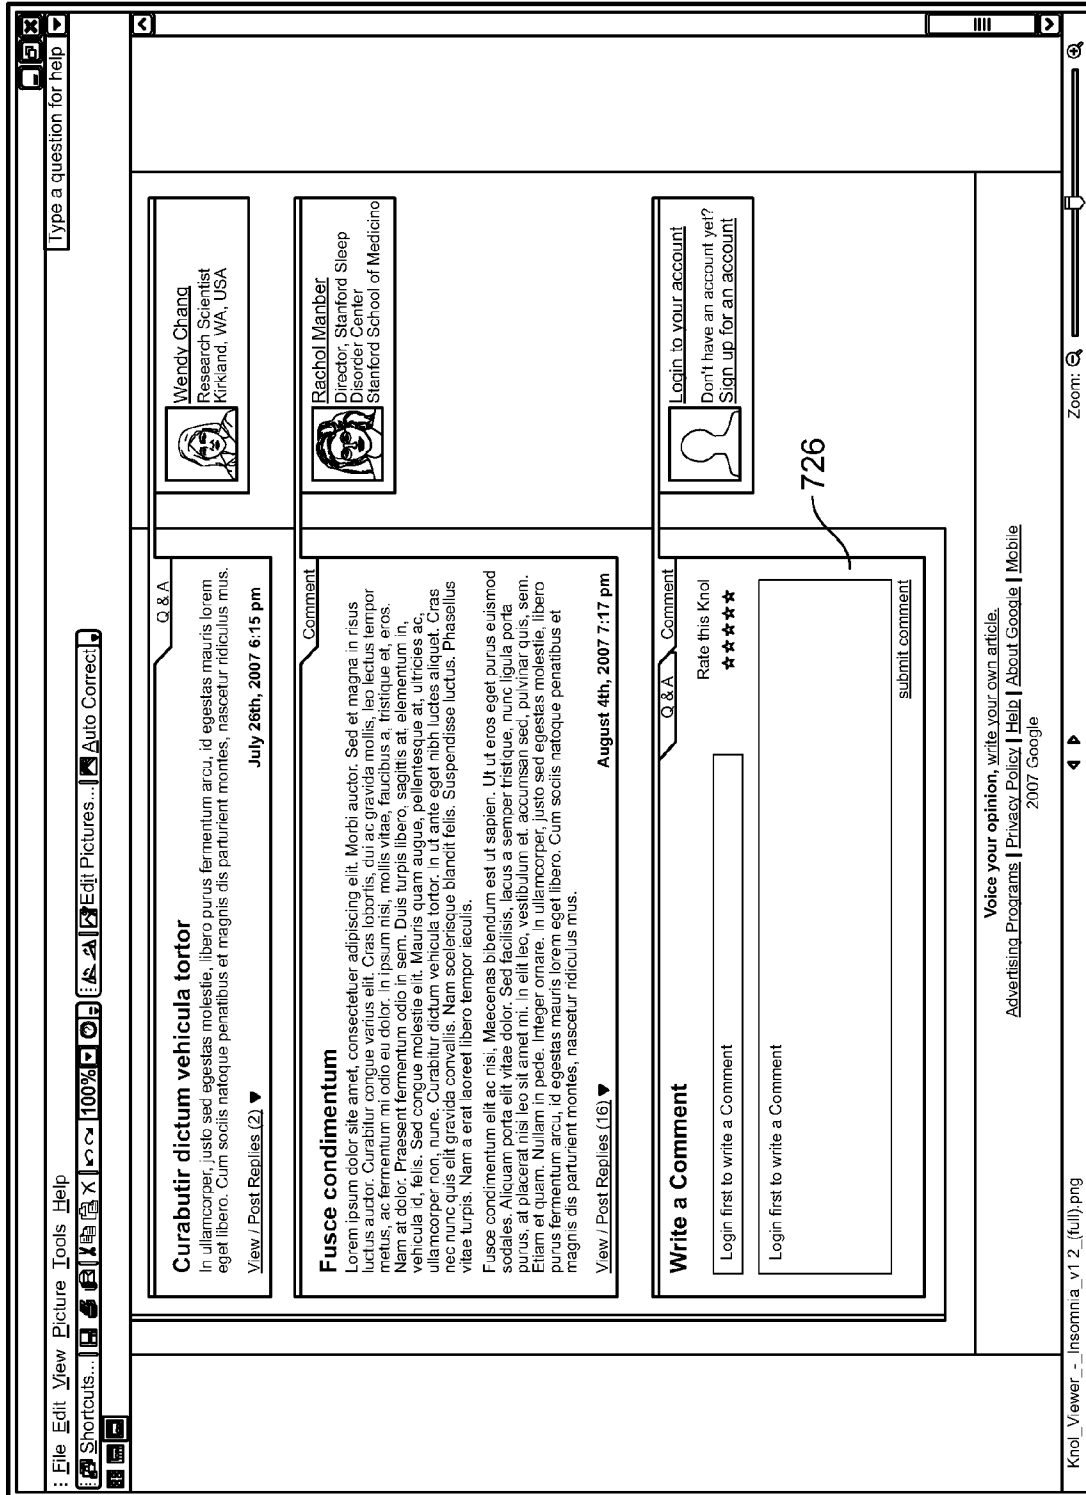 Type a question for help
File Edit View Picture Tools Help
Shortcuts... 100% Edit Pictures... Auto Correct
Q & A
Curabutir dictum vehicula tortor
In ullamcorper, justo sed egestas molestie, libero purus fermentum arcu, id egestas mauris lorem
eget libero. Cum sociis natoque penatibus et magnis dis parturient montes, nascetur ridiculus mus.
View / Post Replies (2)
July 26th, 2007 6:15 pm
Wendy Chang
Research Scientist
Kirkland, WA, USA
Comment
Fusce condimentum
Lorem ipsum dolor site amet, consectetuer adipiscing elit. Morbi auctor. Sed et magna in risus
luctus auctor. Curabitur congue varius elit. Cras lobortis, dui ac gravida mollis, leo lectus tempor
metus, ac fermentum mi odio eu dolor. In ipsum nisi, mollis vitae, faucibus a, tristique et, eros.
Nam at dolor. Praesent fermentum odio in sem. Duis turpis libero, sagittis at, elementum in,
vehicula id, felis. Sed congue molestie elit. Mauris quam augue, pellentesque at, ultricies ac,
ullamcorper non, nune. Curabitur dictum vehicula tortor. In ut ante eget nibh luctes aliquet. Cras
nec nunc quis elit gravida convallis. Nam scelerisque blandit felis. Suspendisse luctus. Phasellus
vitae turpis. Nam a erat laoreet libero tempor iaculis.
Fusce condimentum elit ac nisi, Maecenas bibendum est ut sapien. Ut ut eros eget purus euismod
sodales. Aliquam porta elit vitae dolor. Sed facilisis, lacus a semper tristique, nunc ligula porta
purus, at placerat nisl leo sit amet mi. In elit leo, vestibulum et. accumsan sed, pulvinar quis, sem.
Etiam et quam. Nullam in pede. Integer ornare. In ullamcorper, justo sed egestas molestie, libero
purus fermentum arcu, id egestas mauris lorem eget libero. Cum sociis natoque penatibus et
magnis dis parturient montes, nascetur ridiculus mus.
View / Post Replies (16)
August 4th, 2007 7:17 pm
Rachol Manber
Director, Stanford Sleep
Disorder Center
Stanford School of Medicino
Q & A Comment
Write a Comment
Rate this Knol
Login first to write a Comment
Login first to write a Comment
submit comment
726
Login to your account
Don't have an account yet?
Sign up for an account
Voice your opinion, write your own article.
Advertising Programs | Privacy Policy | Help | About Google | Mobile
2007 Google
Knol_Viewer_-_Insomnia_v1 2_(full).png
Zoom: